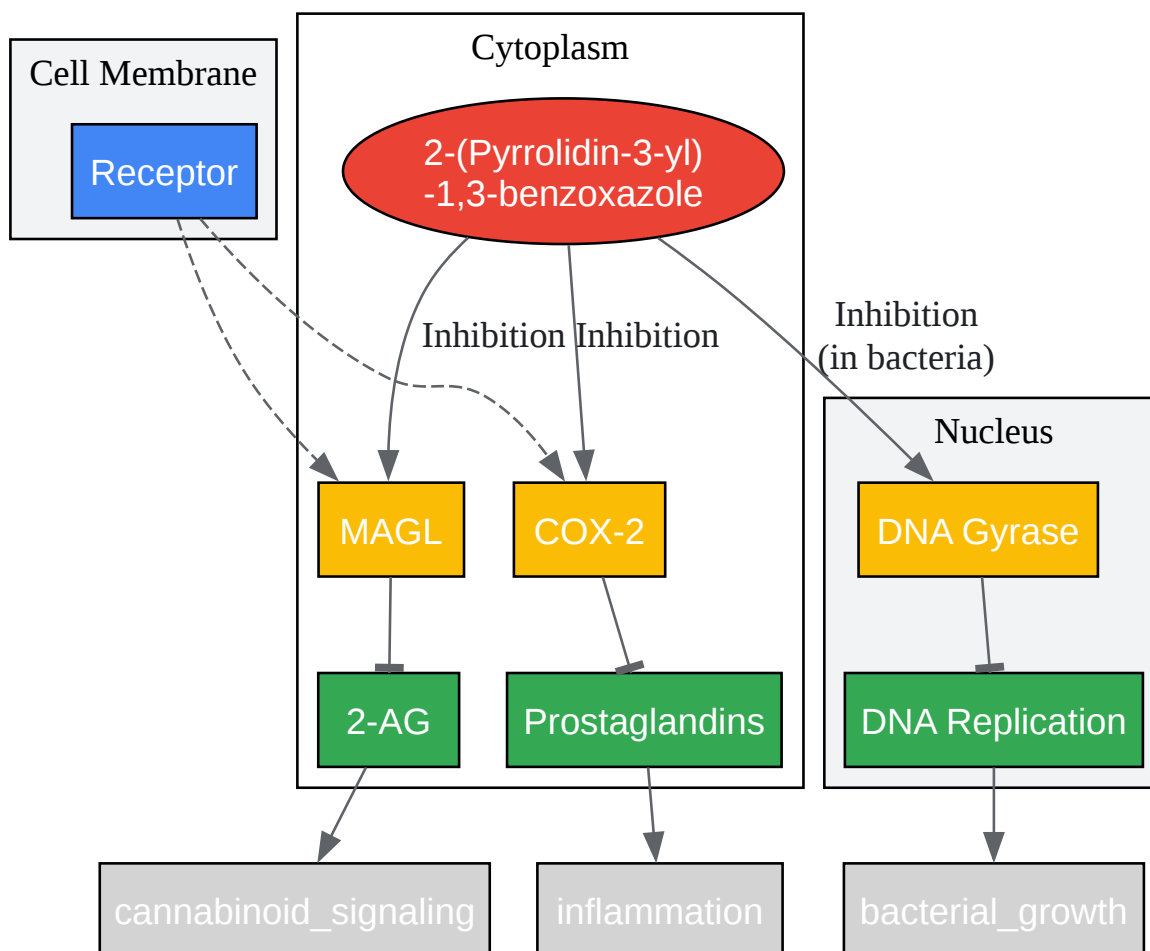 Cytoplasm
Cell Membrane
Receptor
2-(Pyrrolidin-3-yl)
-1,3-benzoxazole
Inhibition
Inhibition
Inhibition
(in bacteria)
Nucleus
MAGL
COX-2
DNA Gyrase
2-AG
Prostaglandins
DNA Replication
cannabinoid_signaling
inflammation
bacterial_growth